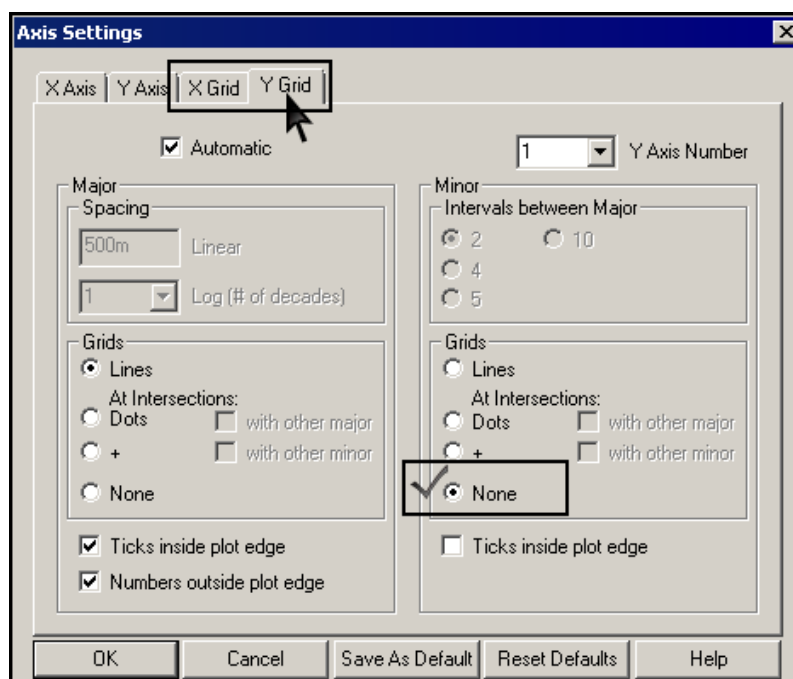 Axis Settings
X Axis Y Axis X Grid Y Grid
Automatic
1 Y Axis Number
Major
Spacing
500m Linear
1 Log (# of decades)
Grids
Lines
At Intersections:
Dots with other major
+ with other minor
None
Ticks inside plot edge
Numbers outside plot edge
Minor
Intervals between Major
2 10
4
5
Grids
Lines
At Intersections:
Dots with other major
+ with other minor
None
Ticks inside plot edge
OK Cancel Save As Default Reset Defaults Help